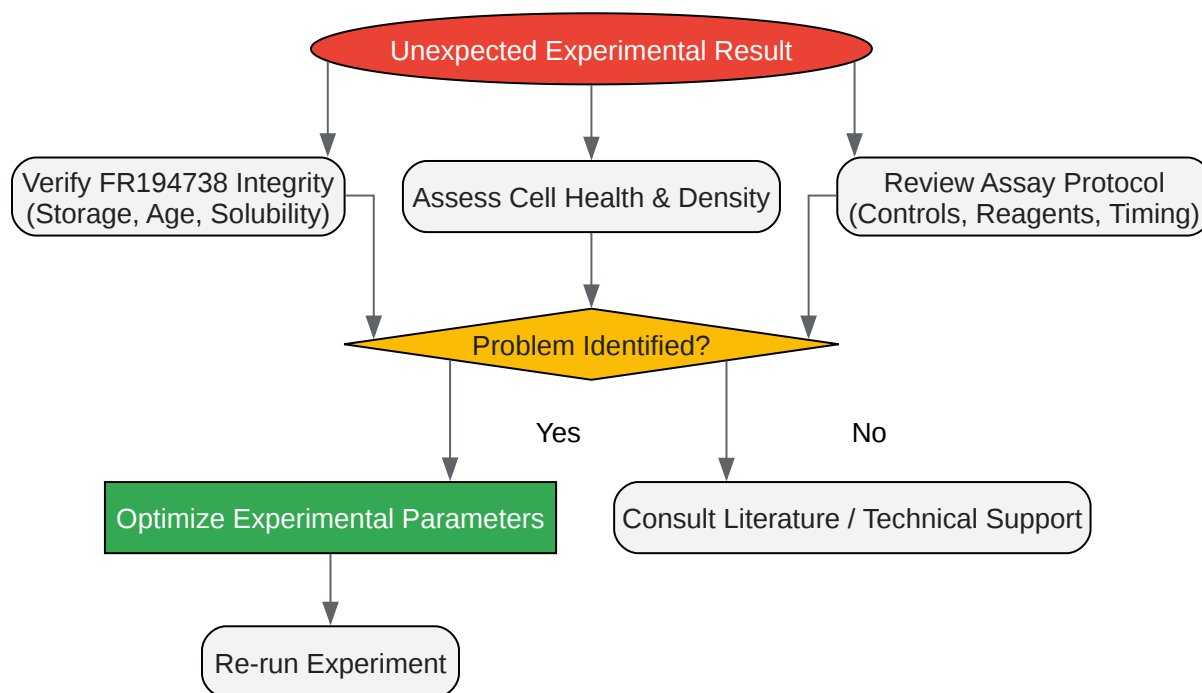 Unexpected Experimental Result
Verify FR194738 Integrity
(Storage, Age, Solubility)
Assess Cell Health & Density
Review Assay Protocol
(Controls, Reagents, Timing)
Problem Identified?
Yes
No
Optimize Experimental Parameters
Consult Literature / Technical Support
Re-run Experiment